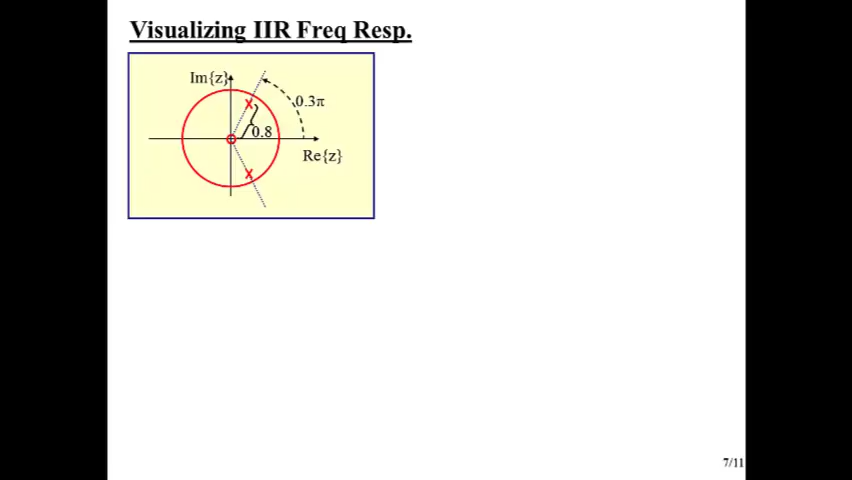 Visualizing IIR Freq Resp.
Im{z}
0.3π
0.8
Re{z}
7/11